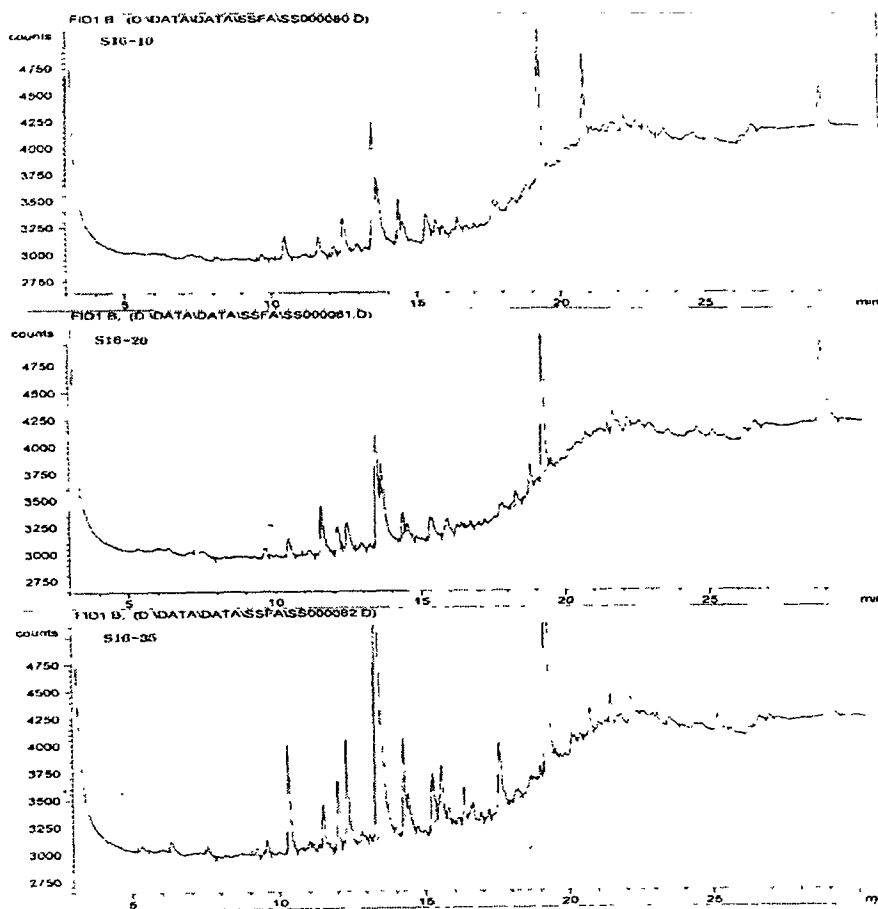 FID1 B, (D:\DATA\DATA\SSFA\SS000080.D)
counts
S16-10
4750
4500
4250
4000
3750
3500
3250
3000
2750
5 10 15 20 25 min
FID1 B, (D:\DATA\DATA\SSFA\SS000081.D)
counts
S16-20
4750
4500
4250
4000
3750
3500
3250
3000
2750
5 10 15 20 25 min
FID1 B, (D:\DATA\DATA\SSFA\SS000082.D)
counts
S16-35
4750
4500
4250
4000
3750
3500
3250
3000
2750
5 10 15 20 25 m